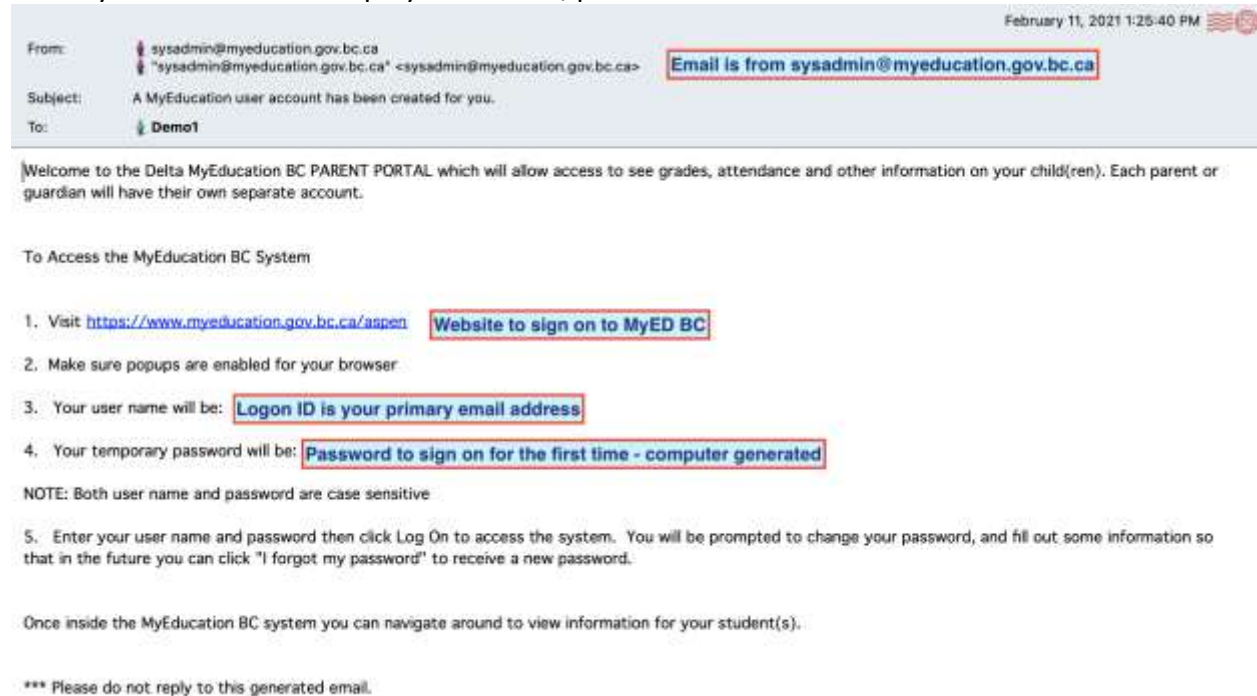 February 11, 2021 1:25:40 PM
From: sysadmin@myeducation.gov.bc.ca
"sysadmin@myeducation.gov.bc.ca" <sysadmin@myeducation.gov.bc.ca>
Email is from sysadmin@myeducation.gov.bc.ca
Subject: A MyEducation user account has been created for you.
To: Demo1
Welcome to the Delta MyEducation BC PARENT PORTAL which will allow access to see grades, attendance and other information on your child(ren). Each parent or
guardian will have their own separate account.
To Access the MyEducation BC System
1. Visit https://www.myeducation.gov.bc.ca/aspen Website to sign on to MyED BC
2. Make sure popups are enabled for your browser
3. Your user name will be: Logon ID is your primary email address
4. Your temporary password will be: Password to sign on for the first time - computer generated
NOTE: Both user name and password are case sensitive
5. Enter your user name and password then click Log On to access the system. You will be prompted to change your password, and fill out some information so
that in the future you can click "I forgot my password" to receive a new password.
Once inside the MyEducation BC system you can navigate around to view information for your student(s).
*** Please do not reply to this generated email.